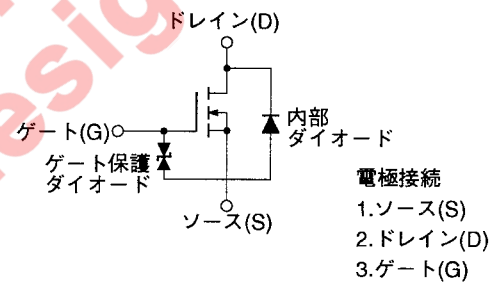 ドレイン(D)
ゲート(G)
内部
ダイオード
ゲート保護
ダイオード
ソース(S)
電極接続
1.ソース(S)
2.ドレイン(D)
3.ゲート(G)
esig